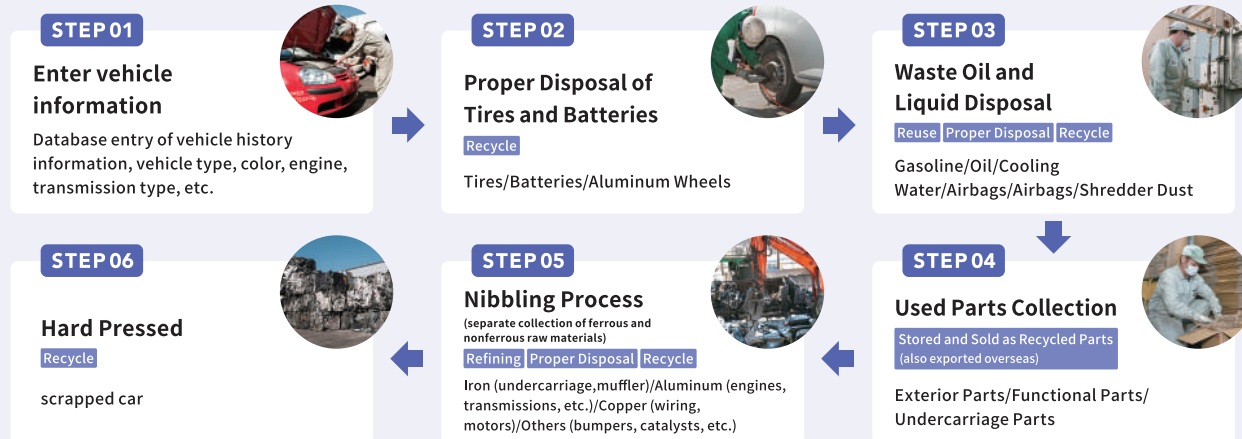 STEP 01
Enter vehicle
information
Database entry of vehicle history
information, vehicle type, color, engine,
transmission type, etc.
STEP 02
Proper Disposal of
Tires and Batteries
Recycle
Tires/Batteries/Aluminum Wheels
STEP 03
Waste Oil and
Liquid Disposal
Reuse Proper Disposal Recycle
Gasoline/Oil/Cooling
Water/Airbags/Airbags/Shredder Dust
STEP 04
Used Parts Collection
Stored and Sold as Recycled Parts
(also exported overseas)
Exterior Parts/Functional Parts/
Undercarriage Parts
STEP 05
Nibbling Process
(separate collection of ferrous and
nonferrous raw materials)
Refining Proper Disposal Recycle
Iron (undercarriage,muffler)/Aluminum (engines,
transmissions, etc.)/Copper (wiring,
motors)/Others (bumpers, catalysts, etc.)
STEP 06
Hard Pressed
Recycle
scrapped car